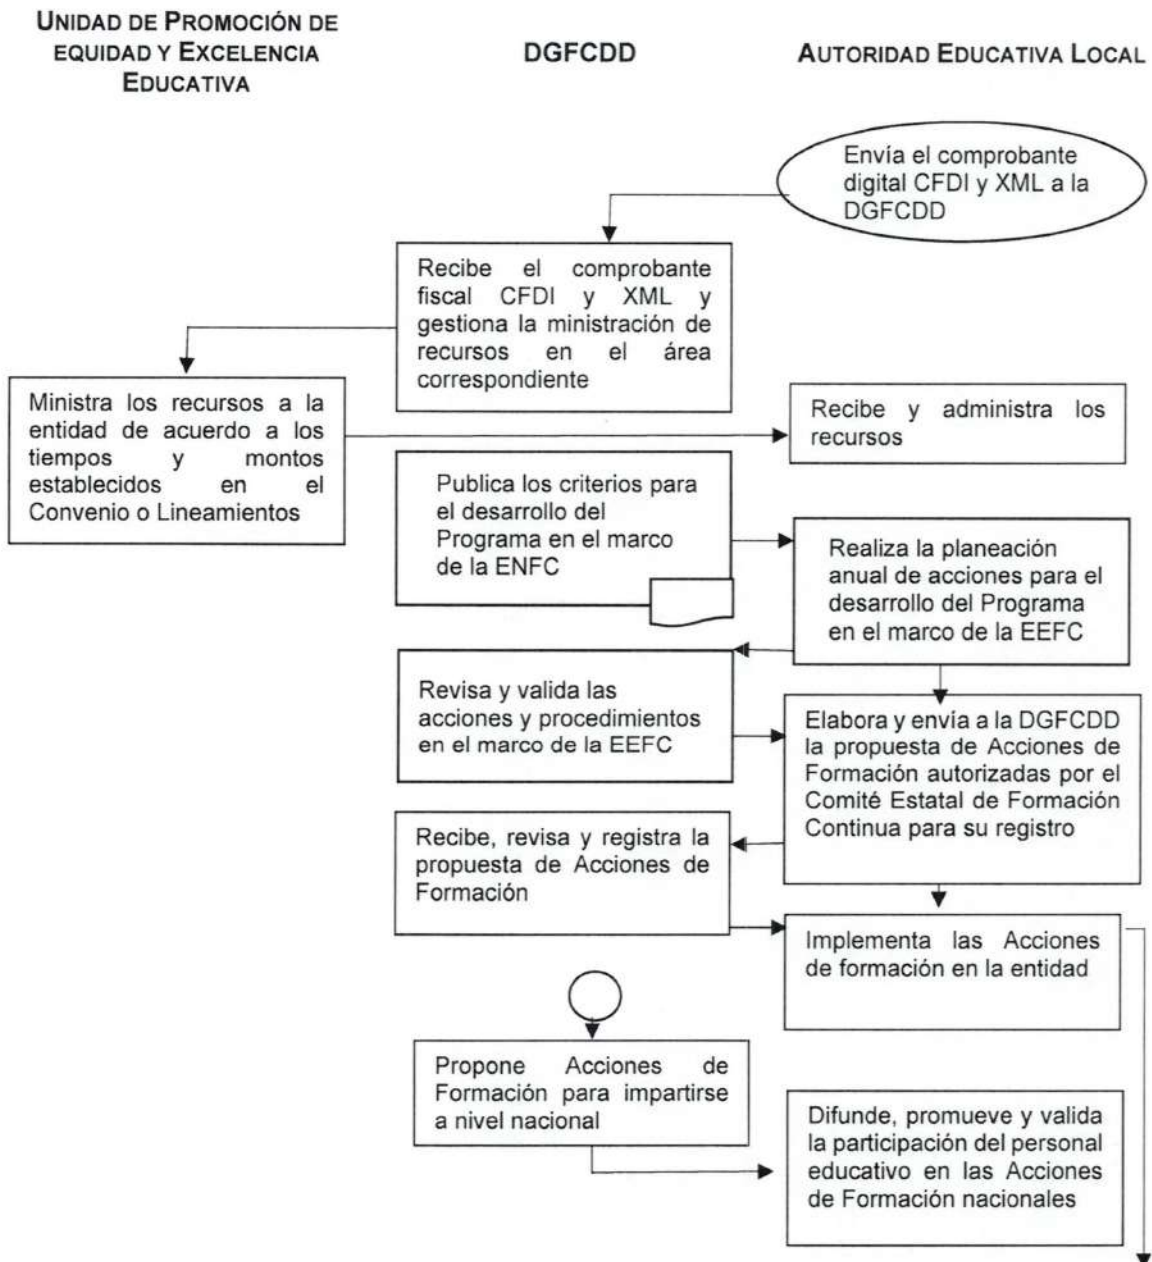 UNIDAD DE PROMOCIÓN DE
EQUIDAD Y EXCELENCIA
EDUCATIVA
DGFCDD
AUTORIDAD EDUCATIVA LOCAL
Envía el comprobante
digital CFDI y XML a la
DGFCDD
Recibe el comprobante
fiscal CFDI y XML y
gestiona la ministración de
recursos en el área
correspondiente
Ministra los recursos a la
entidad de acuerdo a los
tiempos y montos
establecidos en el
Convenio o Lineamientos
Recibe y administra los
recursos
Publica los criterios para
el desarrollo del
Programa en el marco
de la ENFC
Realiza la planeación
anual de acciones para el
desarrollo del Programa
en el marco de la EEFC
Revisa y valida las
acciones y procedimientos
en el marco de la EEFC
Elabora y envía a la DGFCDD
la propuesta de Acciones de
Formación autorizadas por el
Comité Estatal de Formación
Continua para su registro
Recibe, revisa y registra la
propuesta de Acciones de
Formación
Implementa las Acciones
de formación en la entidad
Propone Acciones de
Formación para impartirse
a nivel nacional
Difunde, promueve y valida
la participación del personal
educativo en las Acciones
de Formación nacionales